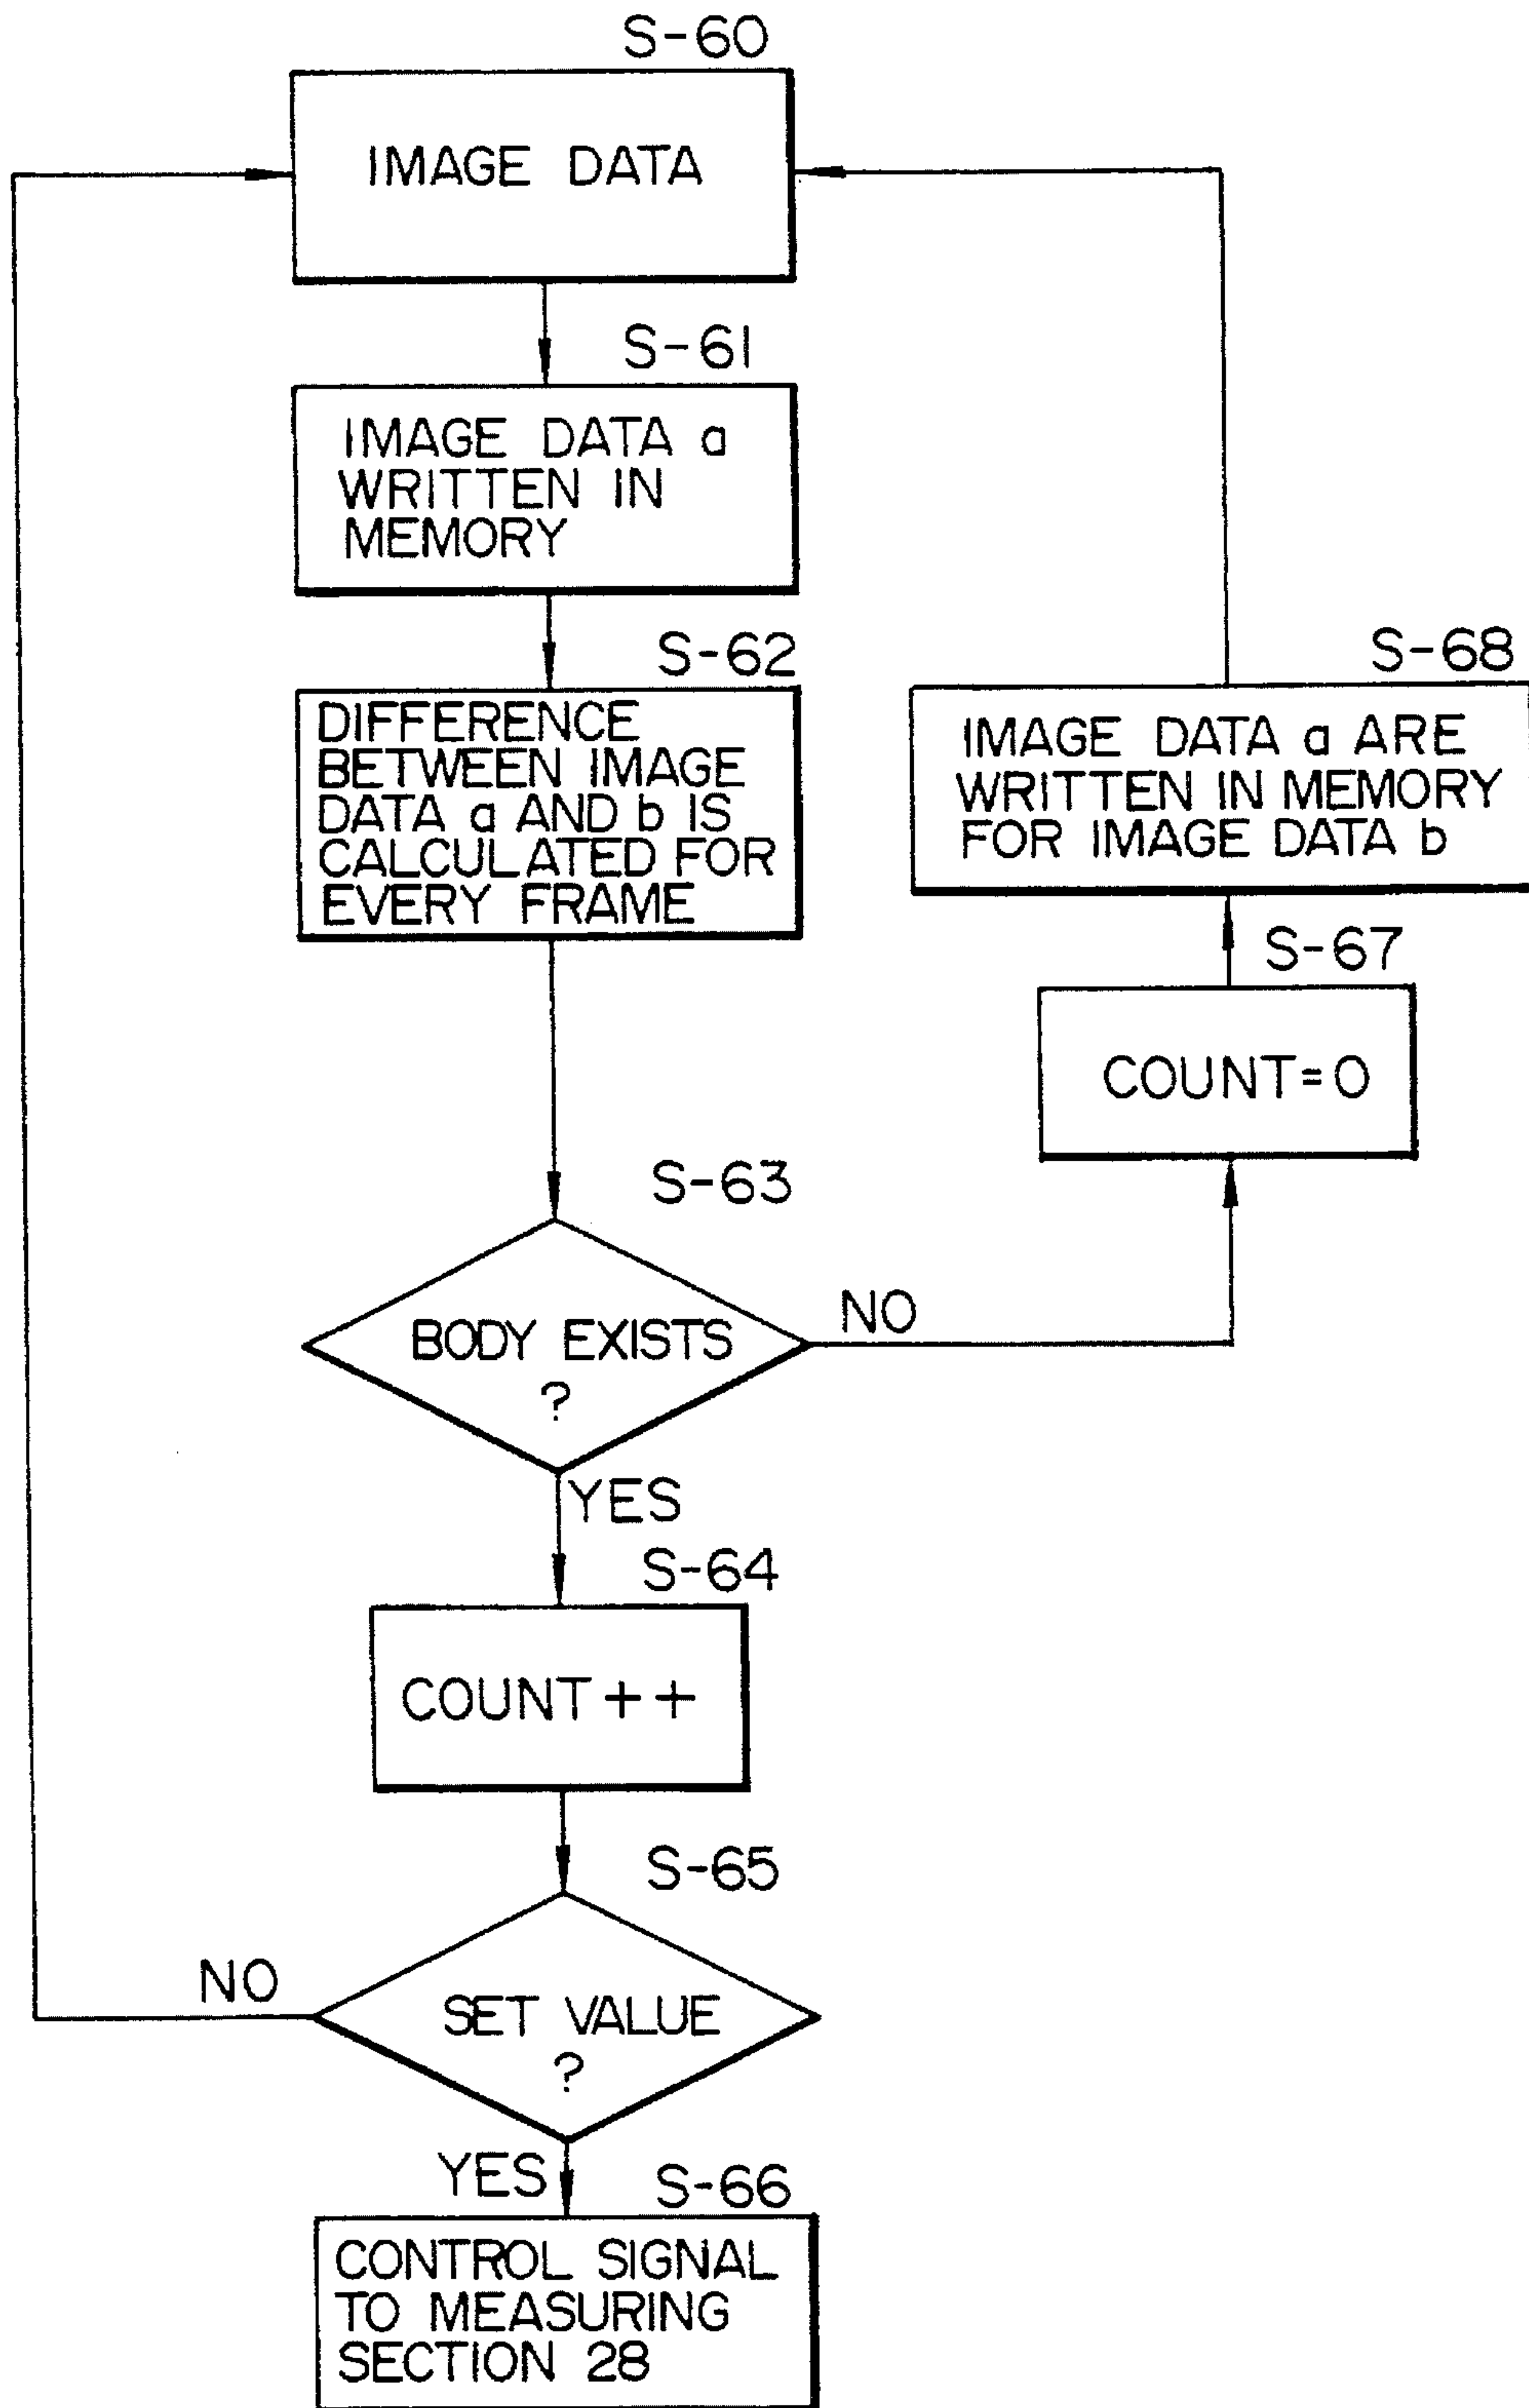 S-60
IMAGE DATA
S-61
IMAGE DATA a
WRITTEN IN
MEMORY
S-62
DIFFERENCE
BETWEEN IMAGE
DATA a AND b IS
CALCULATED FOR
EVERY FRAME
S-68
IMAGE DATA a ARE
WRITTEN IN MEMORY
FOR IMAGE DATA b
S-67
COUNT=0
S-63
BODY EXISTS
?
NO
YES
S-64
COUNT++
S-65
NO
SET VALUE
?
YES
S-66
CONTROL SIGNAL
TO MEASURING
SECTION 28